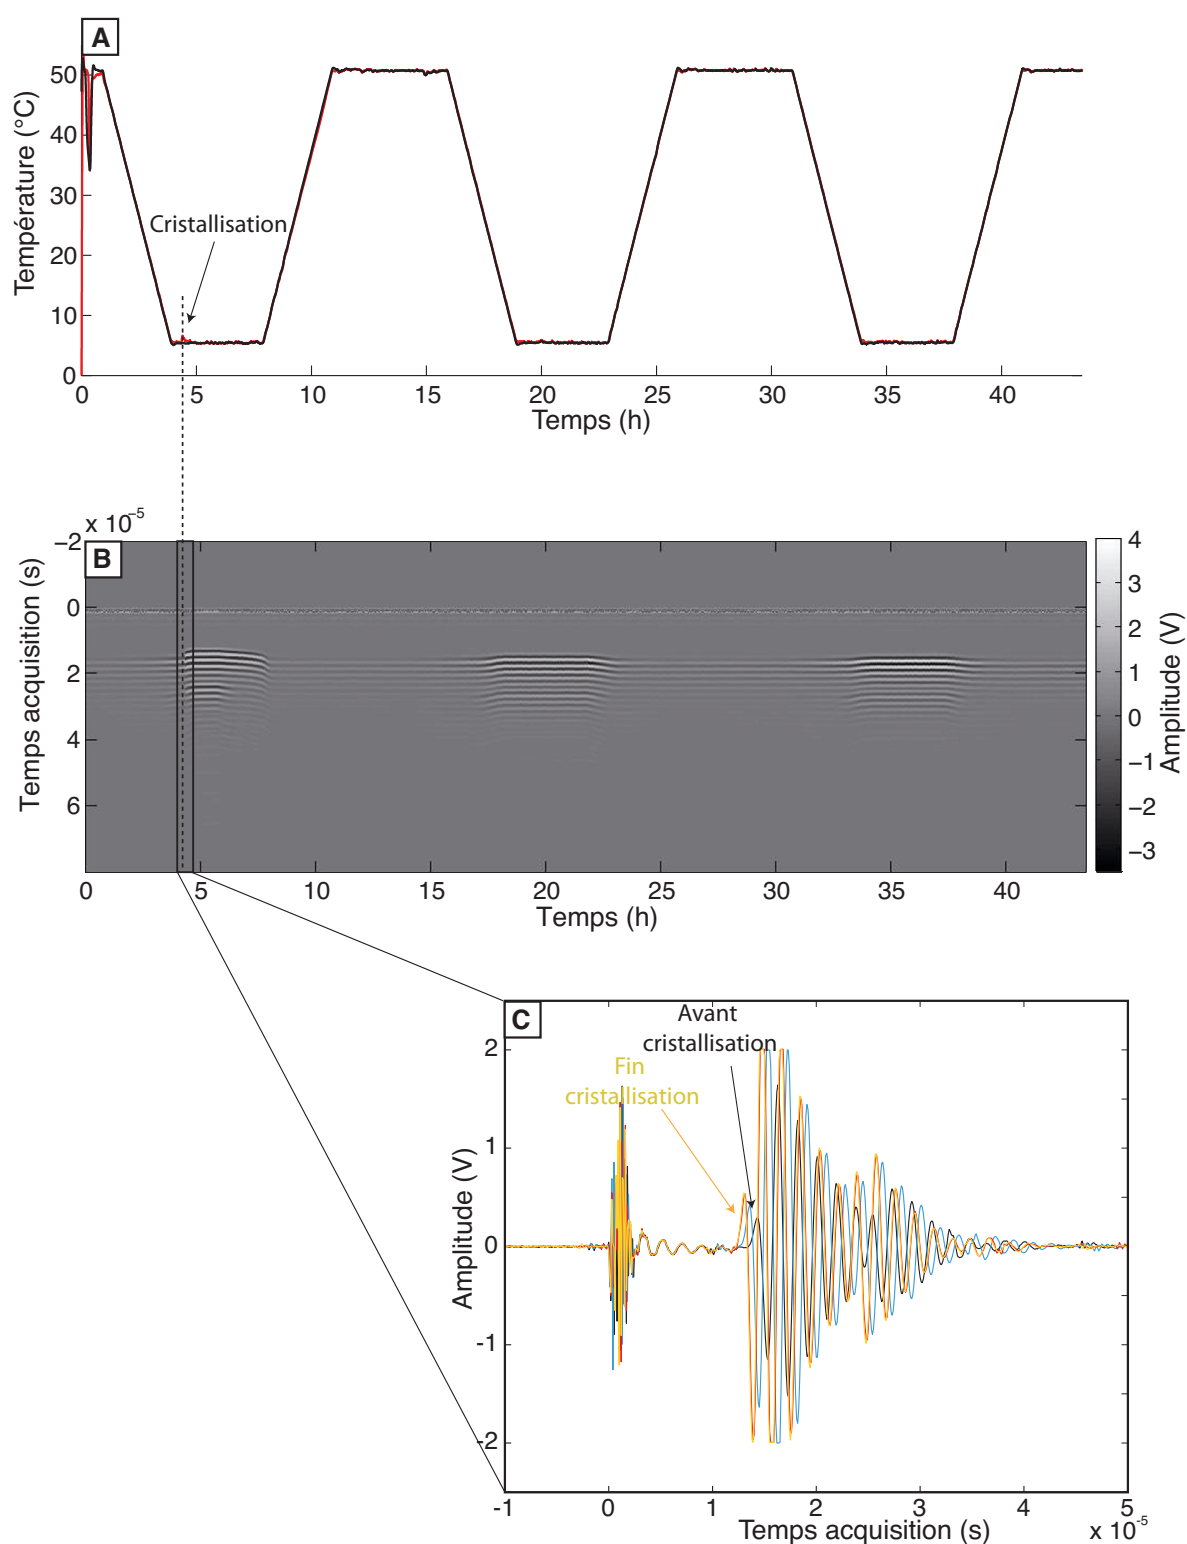 A
Température (°C)
50
40
30
20
10
0
Cristallisation
0 5 10 15 20 25 30 35 40
Temps (h)
x 10⁻⁵
B
Temps acquisition (s)
−2
0
2
4
6
0 5 10 15 20 25 30 35 40
Temps (h)
4
3
2
1
0
−1
−2
−3
Amplitude (V)
C
Avant
cristallisation
Fin
cristallisation
Amplitude (V)
2
1
0
-1
-2
-1 0 1 2 3 4 5
Temps acquisition (s)
x 10⁻⁵